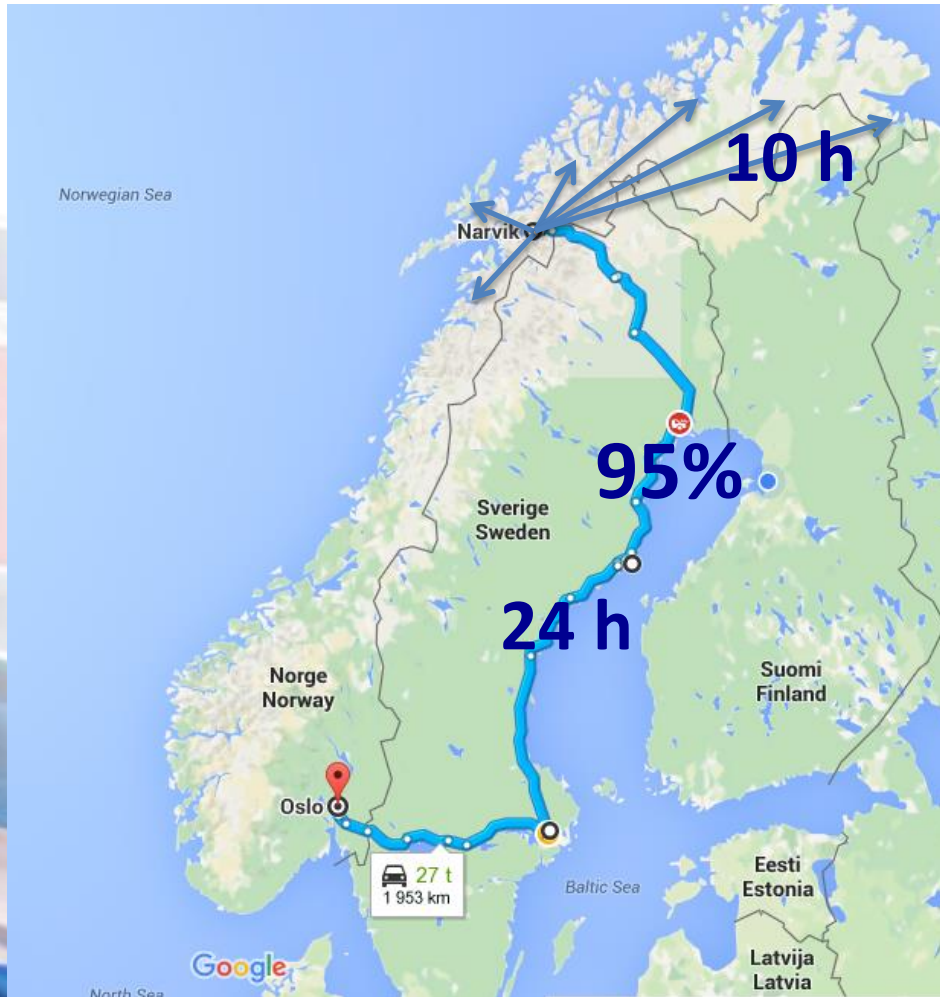 10 h
Norwegian Sea
Narvik
95%
Sverige
Sweden
24 h
Norge
Norway
Suomi
Finland
Oslo
27 t
1 953 km
Eesti
Estonia
Baltic Sea
Google
Latvija
Latvia
North Sea